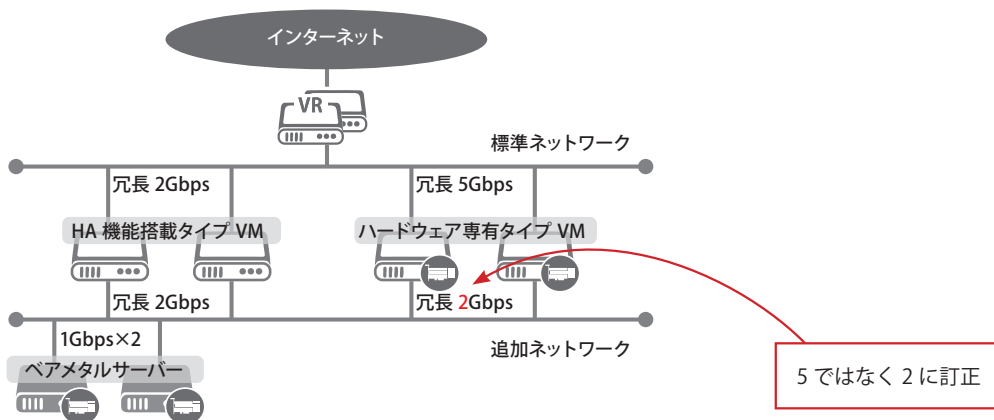 インターネット
VR
標準ネットワーク
冗長 2Gbps
冗長 5Gbps
HA 機能搭載タイプ VM
ハードウェア専有タイプ VM
冗長 2Gbps
冗長 2Gbps
1Gbps×2
追加ネットワーク
ベアメタルサーバー
5 ではなく 2 に訂正